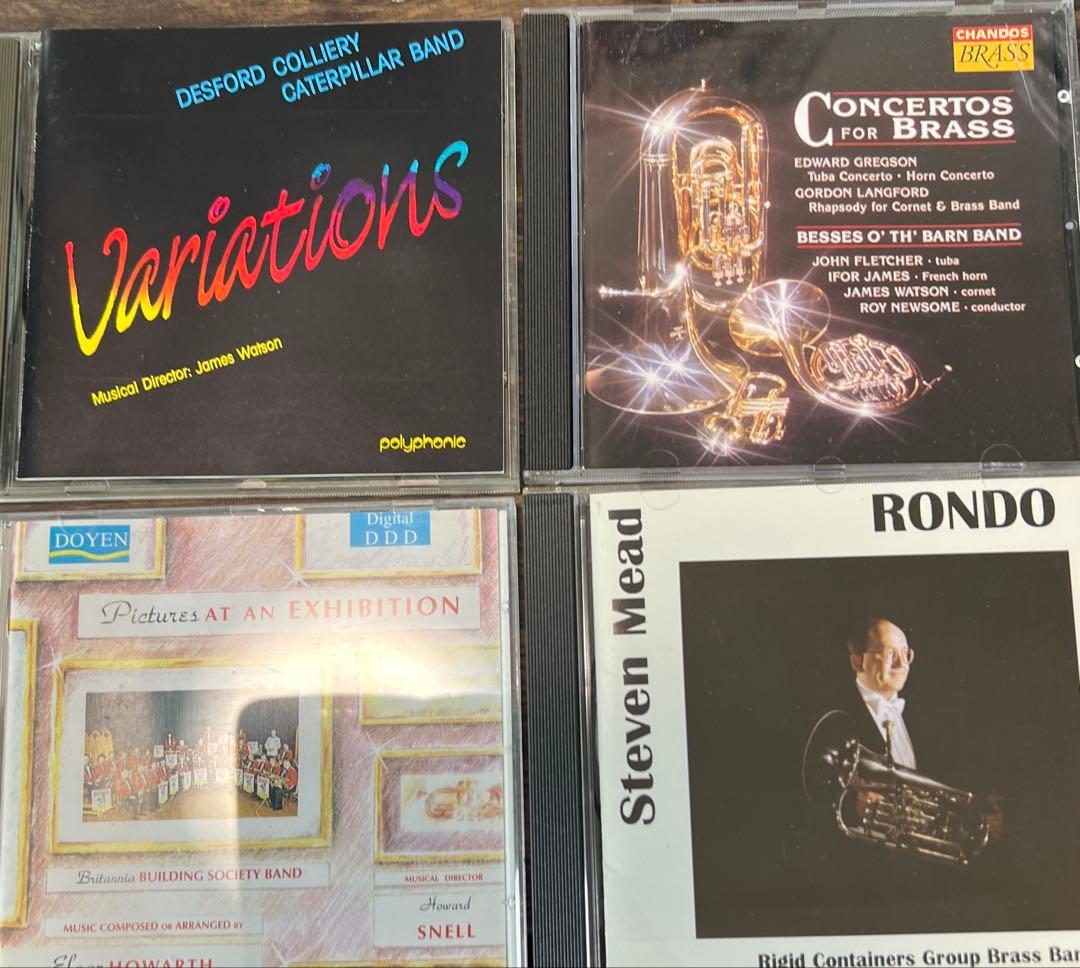 DESFORD COLLIERY
CATERPILLAR BAND
Variations
Musical Director: James Watson
polyphonic
CHANDOS
BRASS
CONCERTOS
FOR BRASS
EDWARD GREGSON
Tuba Concerto · Horn Concerto
GORDON LANGFORD
Rhapsody for Cornet & Brass Band
BESSES O' TH' BARN BAND
JOHN FLETCHER · tuba
IFOR JAMES · French horn
JAMES WATSON · cornet
ROY NEWSOME · conductor
DOYEN
Digital
DDD
Pictures AT AN EXHIBITION
Britannia BUILDING SOCIETY BAND
MUSICAL DIRECTOR
Howard
SNELL
MUSIC COMPOSED OR ARRANGED BY
Elgar HOWARTH
RONDO
Steven Mead
Rigid Containers Group Brass Ban